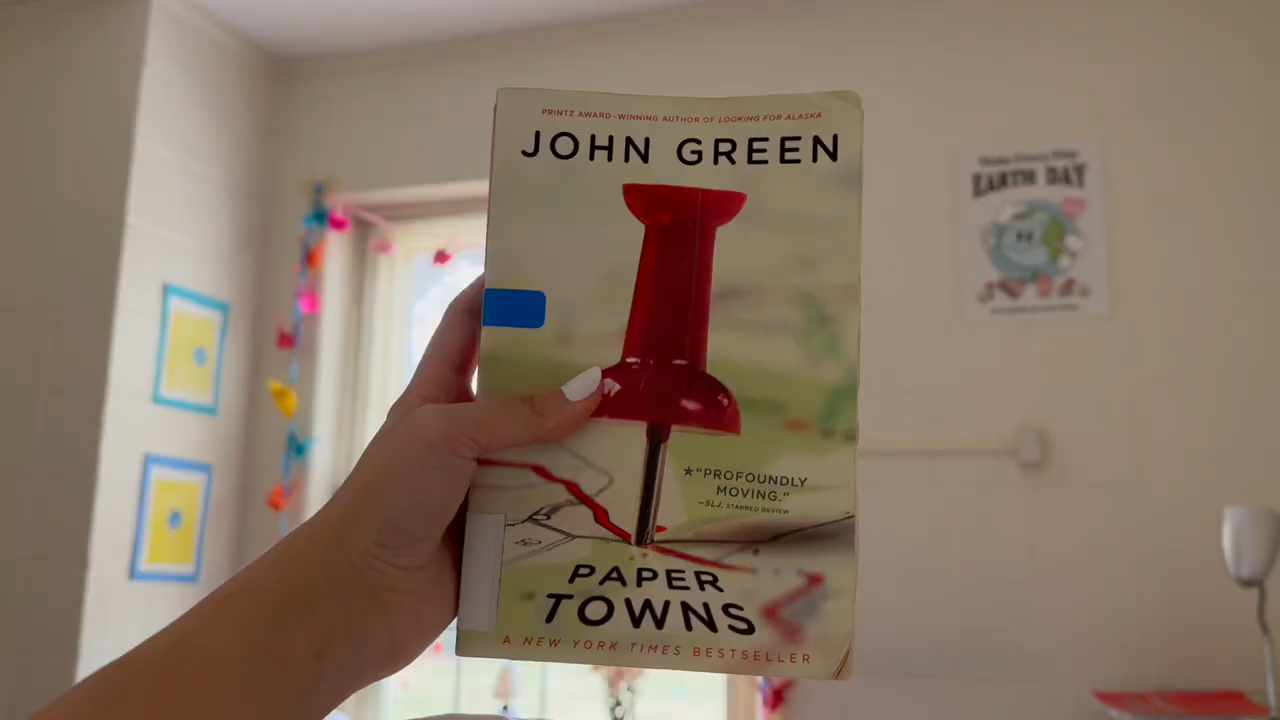 PRINTZ AWARD–WINNING AUTHOR OF LOOKING FOR ALASKA
JOHN GREEN
★"PROFOUNDLY
MOVING."
—SLJ, STARRED REVIEW
PAPER
TOWNS
A NEW YORK TIMES BESTSELLER
EARTH DAY